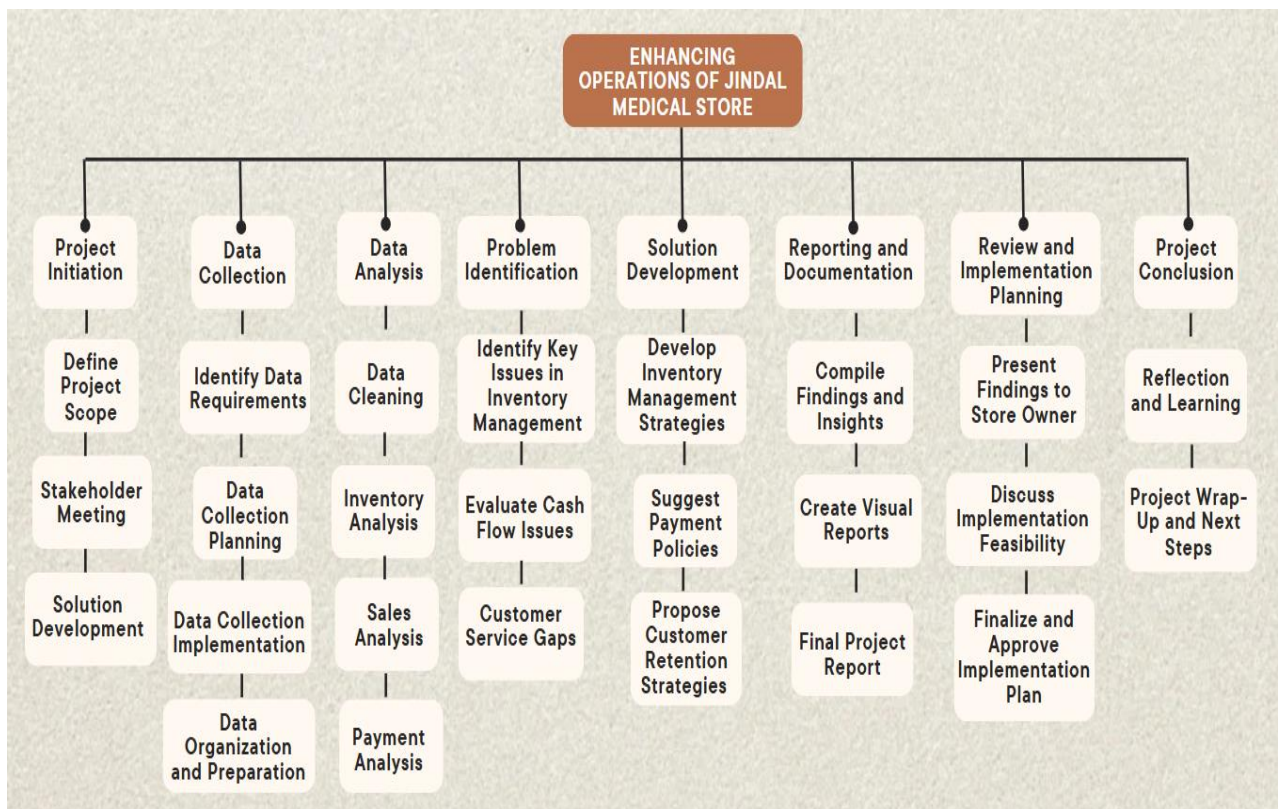 ENHANCING
OPERATIONS OF JINDAL
MEDICAL STORE
Project
Initiation
Define
Project
Scope
Stakeholder
Meeting
Solution
Development
Data
Collection
Identify Data
Requirements
Data
Collection
Planning
Data Collection
Implementation
Data
Organization
and Preparation
Data
Analysis
Data
Cleaning
Inventory
Analysis
Sales
Analysis
Payment
Analysis
Problem
Identification
Identify Key
Issues in
Inventory
Management
Evaluate Cash
Flow Issues
Customer
Service Gaps
Solution
Development
Develop
Inventory
Management
Strategies
Suggest
Payment
Policies
Propose
Customer
Retention
Strategies
Reporting and
Documentation
Compile
Findings and
Insights
Create Visual
Reports
Final Project
Report
Review and
Implementation
Planning
Present
Findings to
Store Owner
Discuss
Implementation
Feasibility
Finalize and
Approve
Implementation
Plan
Project
Conclusion
Reflection
and Learning
Project Wrap-
Up and Next
Steps